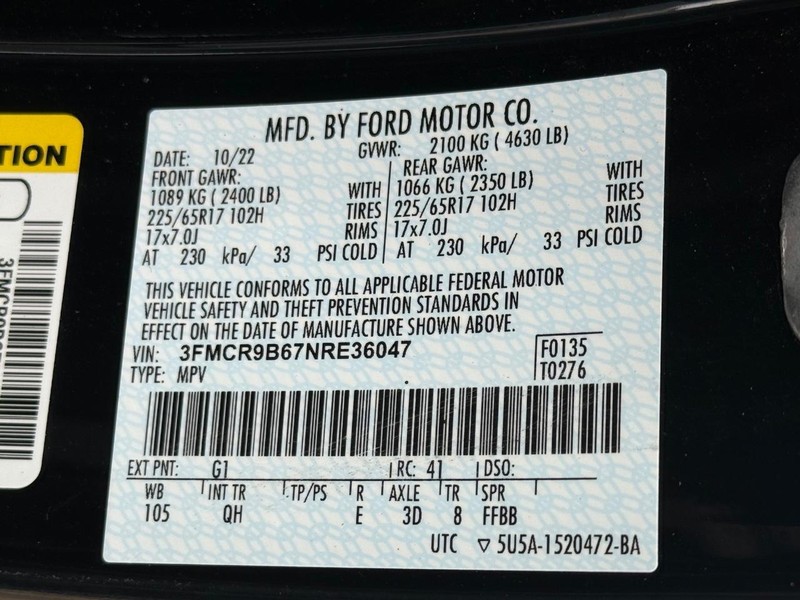 TION
3FMCR9B67
MFD. BY FORD MOTOR CO.
DATE: 10/22 GVWR: 2100 KG ( 4630 LB)
FRONT GAWR:
1089 KG ( 2400 LB) WITH
225/65R17 102H TIRES
17x7.0J RIMS
AT 230 kPa/ 33 PSI COLD
REAR GAWR:
1066 KG ( 2350 LB) WITH
225/65R17 102H TIRES
17x7.0J RIMS
AT 230 kPa/ 33 PSI COLD
THIS VEHICLE CONFORMS TO ALL APPLICABLE FEDERAL MOTOR
VEHICLE SAFETY AND THEFT PREVENTION STANDARDS IN
EFFECT ON THE DATE OF MANUFACTURE SHOWN ABOVE.
VIN: 3FMCR9B67NRE36047 F0135
TYPE: MPV T0276
EXT PNT: G1 RC: 41 DSO:
WB INT TR TP/PS R AXLE TR SPR
105 QH E 3D 8 FFBB
UTC ▽ 5U5A-1520472-BA